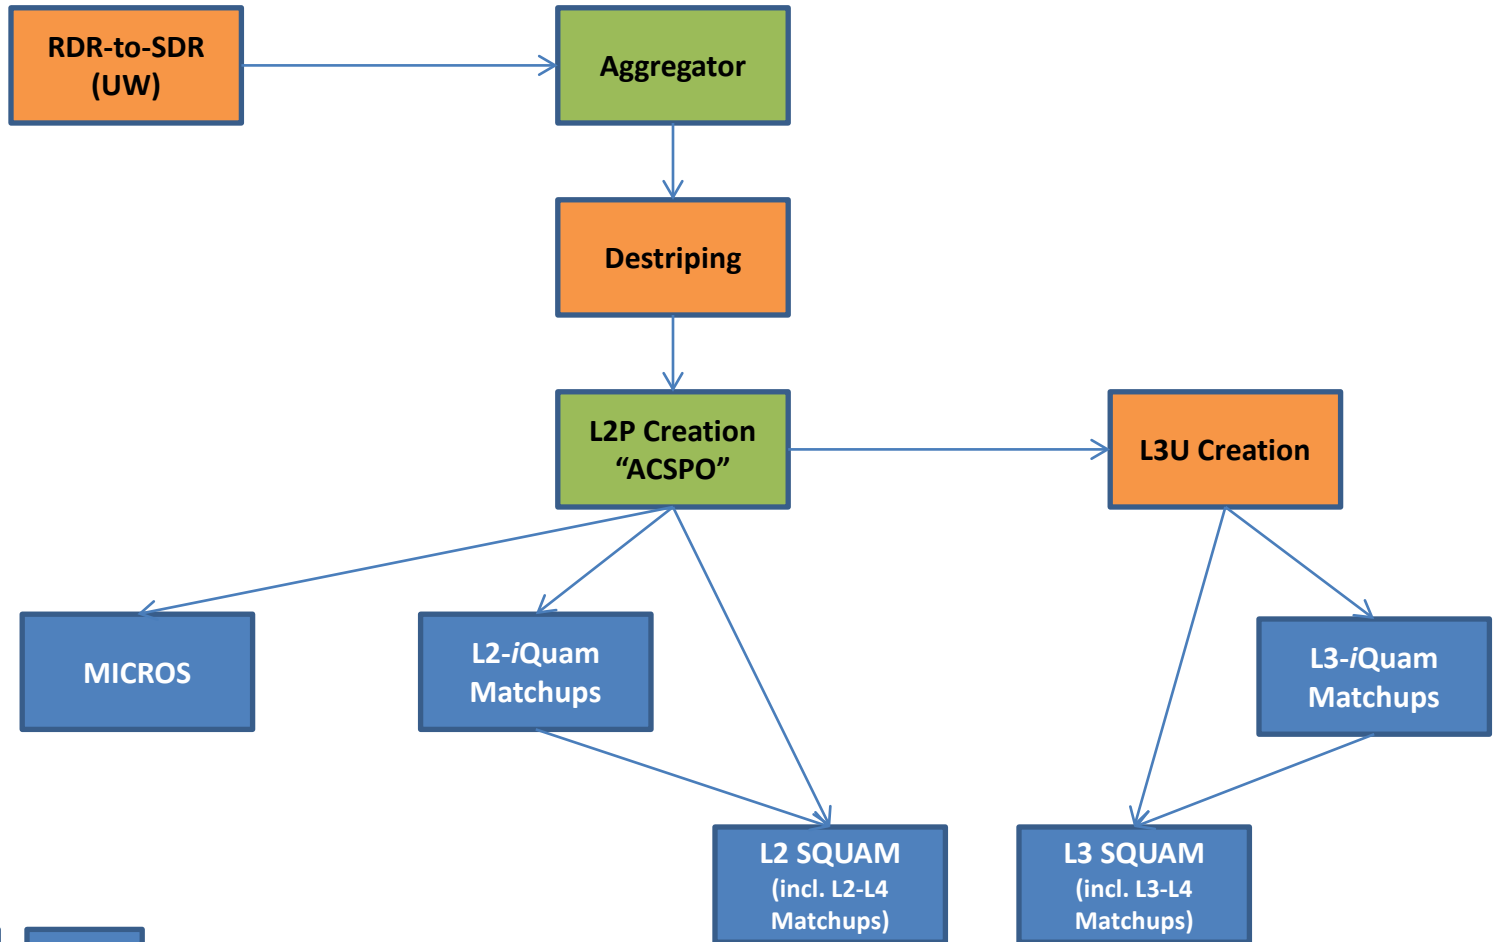 RDR-to-SDR
(UW)
Aggregator
Destriping
L2P Creation
“ACSPO”
L3U Creation
MICROS
L2-iQuam
Matchups
L3-iQuam
Matchups
L2 SQUAM
(incl. L2-L4
Matchups)
L3 SQUAM
(incl. L3-L4
Matchups)